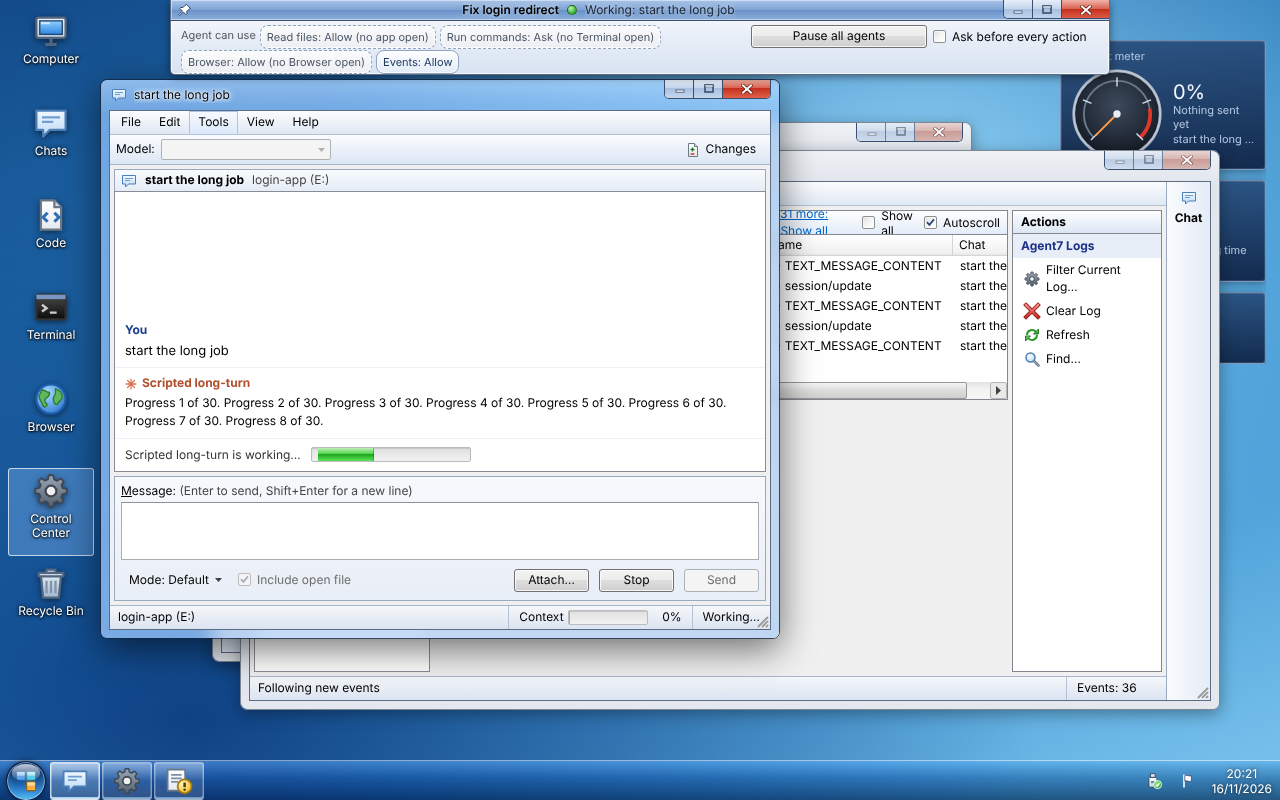 Fix login redirect Working: start the long job
Agent can use Read files: Allow (no app open) Run commands: Ask (no Terminal open)
Browser: Allow (no Browser open) Events: Allow
Pause all agents Ask before every action
Computer
Chats
Code
Terminal
Browser
Control
Center
Recycle Bin
start the long job
File Edit Tools View Help
Model: Changes
start the long job login-app (E:)
You
start the long job
Scripted long-turn
Progress 1 of 30. Progress 2 of 30. Progress 3 of 30. Progress 4 of 30. Progress 5 of 30. Progress 6 of 30.
Progress 7 of 30. Progress 8 of 30.
Scripted long-turn is working...
Message: (Enter to send, Shift+Enter for a new line)
Mode: Default Include open file Attach... Stop Send
login-app (E:) Context 0% Working...
meter
0%
Nothing sent
yet
start the long ...
time
31 more:
Show all
Show
all
Autoscroll
ame Chat
TEXT_MESSAGE_CONTENT start the
session/update start the
TEXT_MESSAGE_CONTENT start the
session/update start the
TEXT_MESSAGE_CONTENT start the
Actions
Agent7 Logs
Filter Current
Log...
Clear Log
Refresh
Find...
Chat
Following new events Events: 36
20:21
16/11/2026